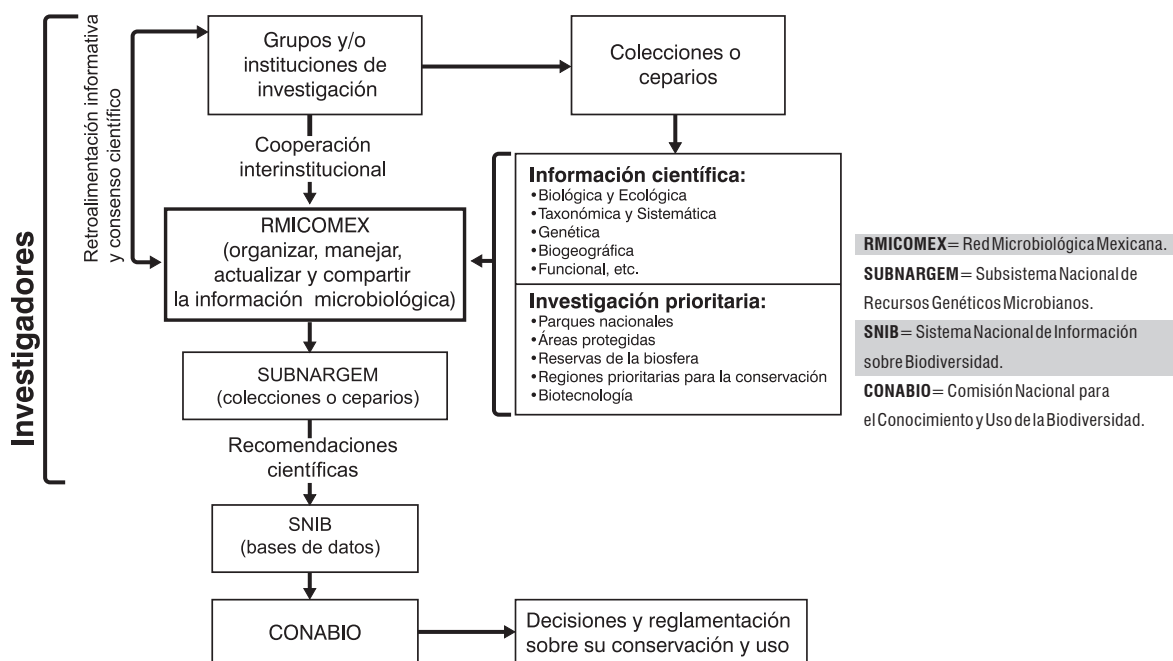 Investigadores
Retroalimentación informativa
y consenso científico
Grupos y/o
instituciones de
investigación
Colecciones o
ceparios
Cooperación
interinstitucional
RMICOMEX
(organizar, manejar,
actualizar y compartir
la información microbiológica)
Información científica:
•Biológica y Ecológica
•Taxonómica y Sistemática
•Genética
•Biogeográfica
•Funcional, etc.
Investigación prioritaria:
•Parques nacionales
•Áreas protegidas
•Reservas de la biosfera
•Regiones prioritarias para la conservación
•Biotecnología
SUBNARGEM
(colecciones o ceparios)
Recomendaciones
científicas
SNIB
(bases de datos)
CONABIO
Decisiones y reglamentación
sobre su conservación y uso
RMICOMEX= Red Microbiológica Mexicana.
SUBNARGEM= Subsistema Nacional de
Recursos Genéticos Microbianos.
SNIB= Sistema Nacional de Información
sobre Biodiversidad.
CONABIO= Comisión Nacional para
el Conocimiento y Uso de la Biodiversidad.